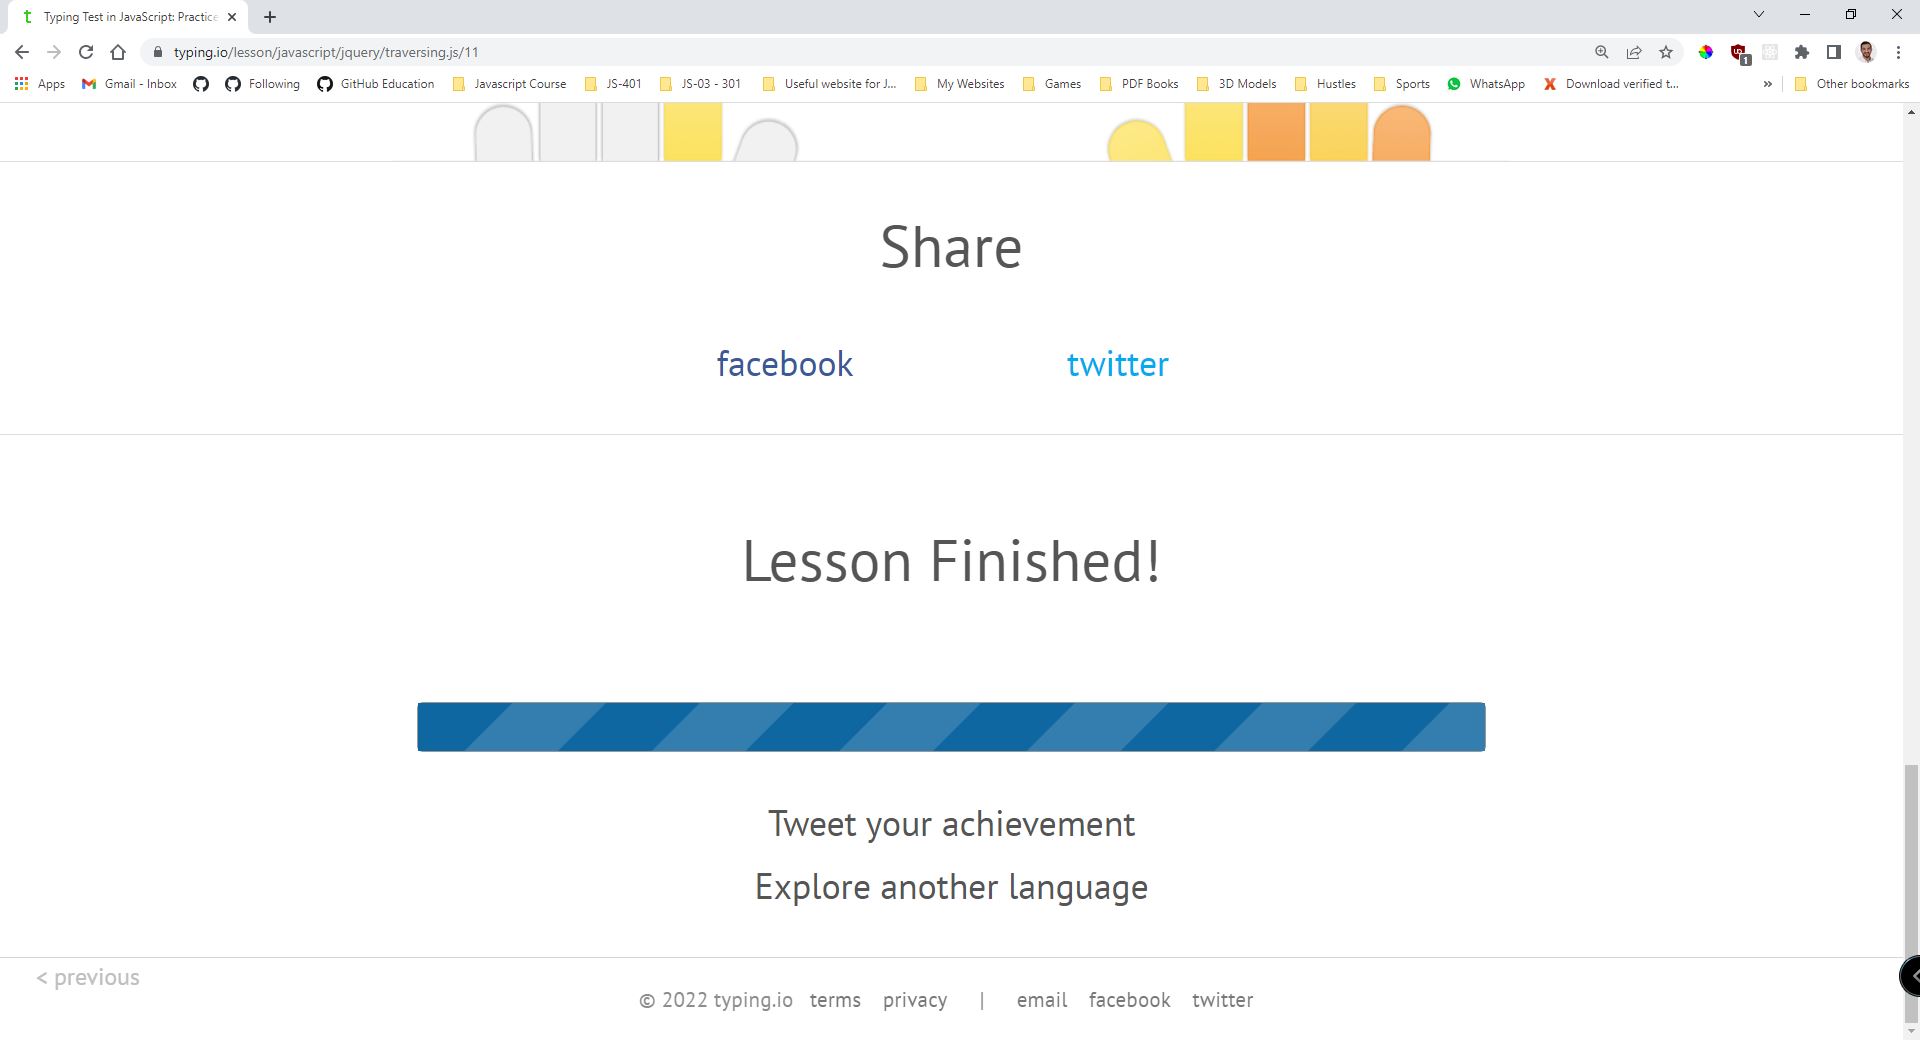 Typing Test in JavaScript: Practice
typing.io/lesson/javascript/jquery/traversing.js/11
1
Apps Gmail - Inbox Following GitHub Education Javascript Course JS-401 JS-03 - 301 Useful website for J... My Websites Games PDF Books 3D Models Hustles Sports WhatsApp Download verified t... » Other bookmarks
Share
facebook twitter
Lesson Finished!
Tweet your achievement
Explore another language
< previous
© 2022 typing.io terms privacy | email facebook twitter